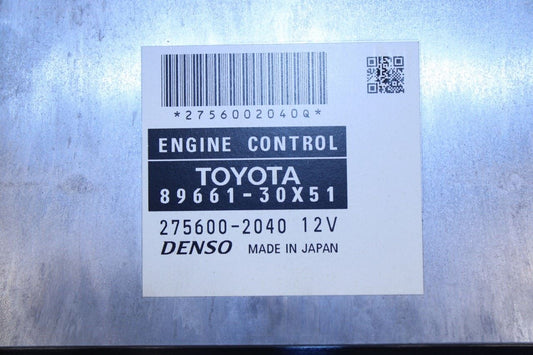 *2756002040Q*
ENGINE CONTROL
TOYOTA
89661-30X51
275600-2040 12V
DENSO MADE IN JAPAN